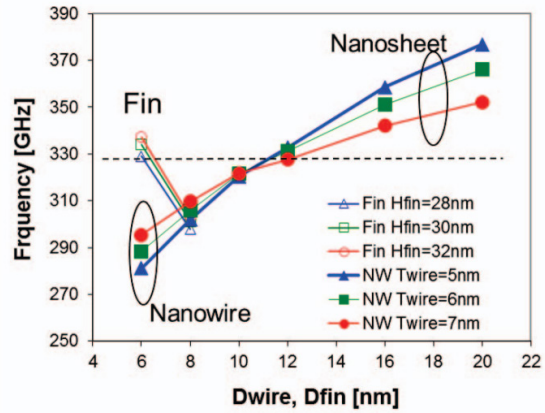 390
370
350
330
310
290
270
250
Frquency [GHz]
Fin
Nanosheet
Nanowire
Fin Hfin=28nm
Fin Hfin=30nm
Fin Hfin=32nm
NW Twire=5nm
NW Twire=6nm
NW Twire=7nm
4 6 8 10 12 14 16 18 20 22
Dwire, Dfin [nm]